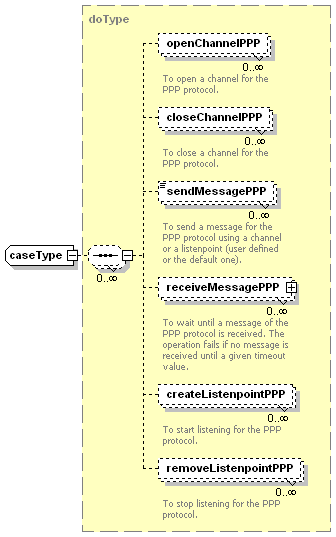 doType
openChannelPPP
0..∞
To open a channel for the
PPP protocol.
closeChannelPPP
0..∞
To close a channel for the
PPP protocol.
sendMessagePPP
0..∞
To send a message for the
PPP protocol using a channel
or a listenpoint (user defined
or the default one).
caseType
0..∞
receiveMessagePPP
0..∞
To wait until a message of the
PPP protocol is received. The
operation fails if no message is
received until a given timeout
value.
createListenpointPPP
0..∞
To start listening for the PPP
protocol.
removeListenpointPPP
0..∞
To stop listening for the PPP
protocol.